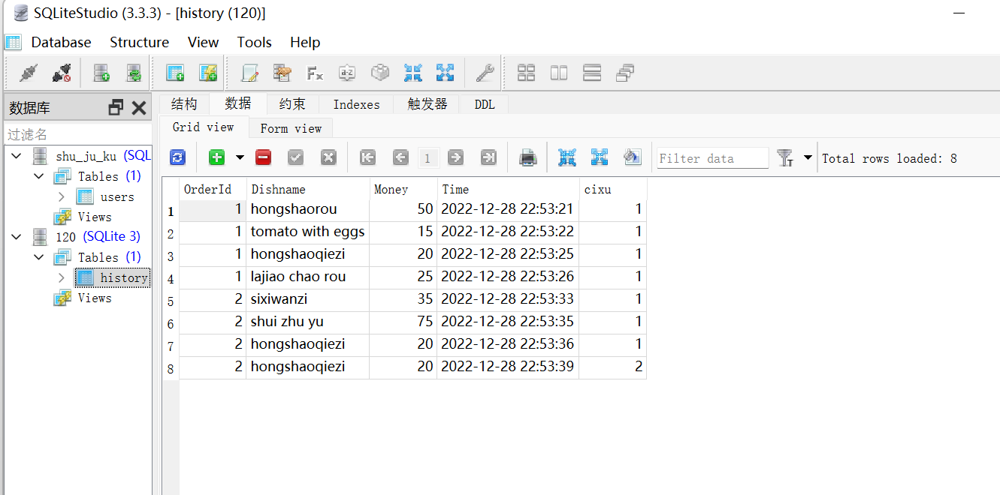 SQLiteStudio (3.3.3) - [history (120)]
Database Structure View Tools Help
数据库
过滤名
shu_ju_ku (SQL
Tables (1)
users
Views
120 (SQLite 3)
Tables (1)
history
Views
结构 数据 约束 Indexes 触发器 DDL
Grid view Form view
1 Filter data Total rows loaded: 8
OrderId Dishname Money Time cixu
1 1 hongshaorou 50 2022-12-28 22:53:21 1
2 1 tomato with eggs 15 2022-12-28 22:53:22 1
3 1 hongshaoqiezi 20 2022-12-28 22:53:25 1
4 1 lajiao chao rou 25 2022-12-28 22:53:26 1
5 2 sixiwanzi 35 2022-12-28 22:53:33 1
6 2 shui zhu yu 75 2022-12-28 22:53:35 1
7 2 hongshaoqiezi 20 2022-12-28 22:53:36 1
8 2 hongshaoqiezi 20 2022-12-28 22:53:39 2